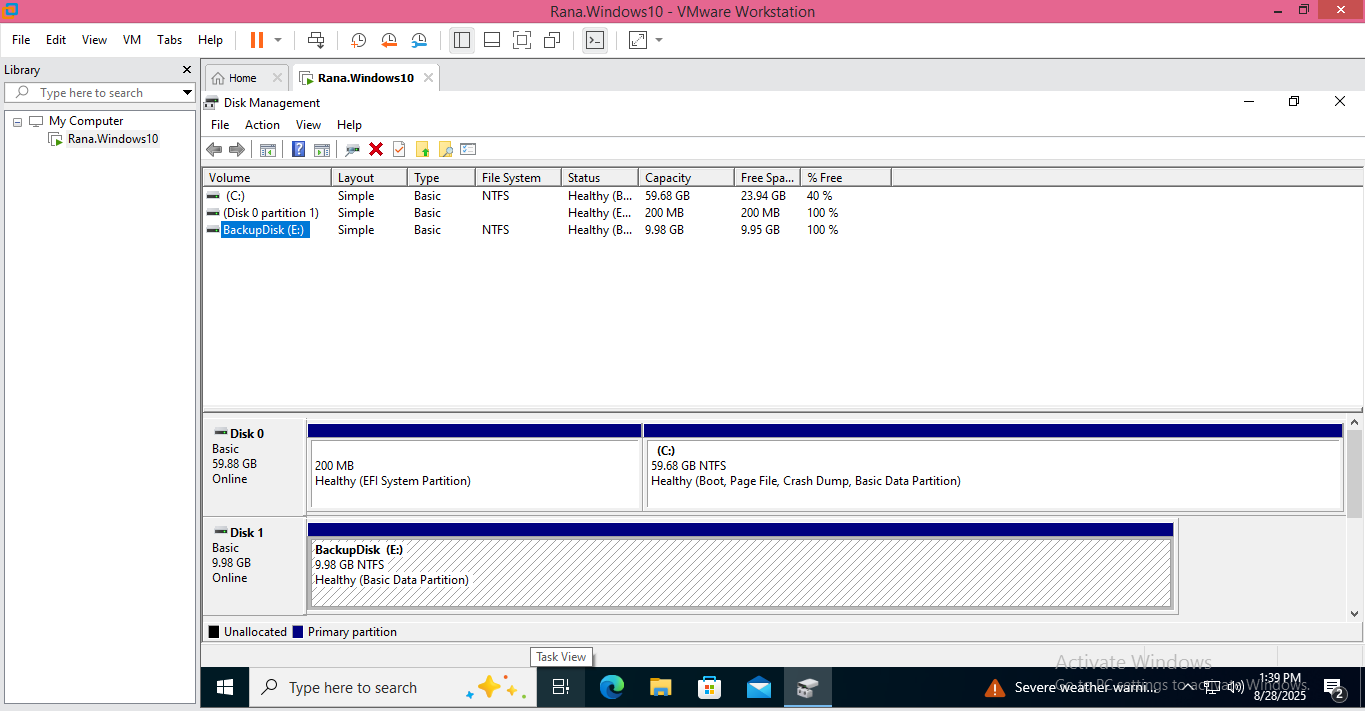 Rana.Windows10 - VMware Workstation
File Edit View VM Tabs Help
Library
Type here to search
My Computer
Rana.Windows10
Home
Rana.Windows10
Disk Management
File Action View Help
Volume Layout Type File System Status Capacity Free Spa... % Free
(C:) Simple Basic NTFS Healthy (B... 59.68 GB 23.94 GB 40 %
(Disk 0 partition 1) Simple Basic Healthy (E... 200 MB 200 MB 100 %
BackupDisk (E:) Simple Basic NTFS Healthy (B... 9.98 GB 9.95 GB 100 %
Disk 0
Basic
59.88 GB
Online
200 MB
Healthy (EFI System Partition)
(C:)
59.68 GB NTFS
Healthy (Boot, Page File, Crash Dump, Basic Data Partition)
Disk 1
Basic
9.98 GB
Online
BackupDisk (E:)
9.98 GB NTFS
Healthy (Basic Data Partition)
Unallocated Primary partition
Task View
Activate Windows
Go to PC settings to activate Windows.
Type here to search
Severe weather warni...
1:39 PM
8/28/2025
2